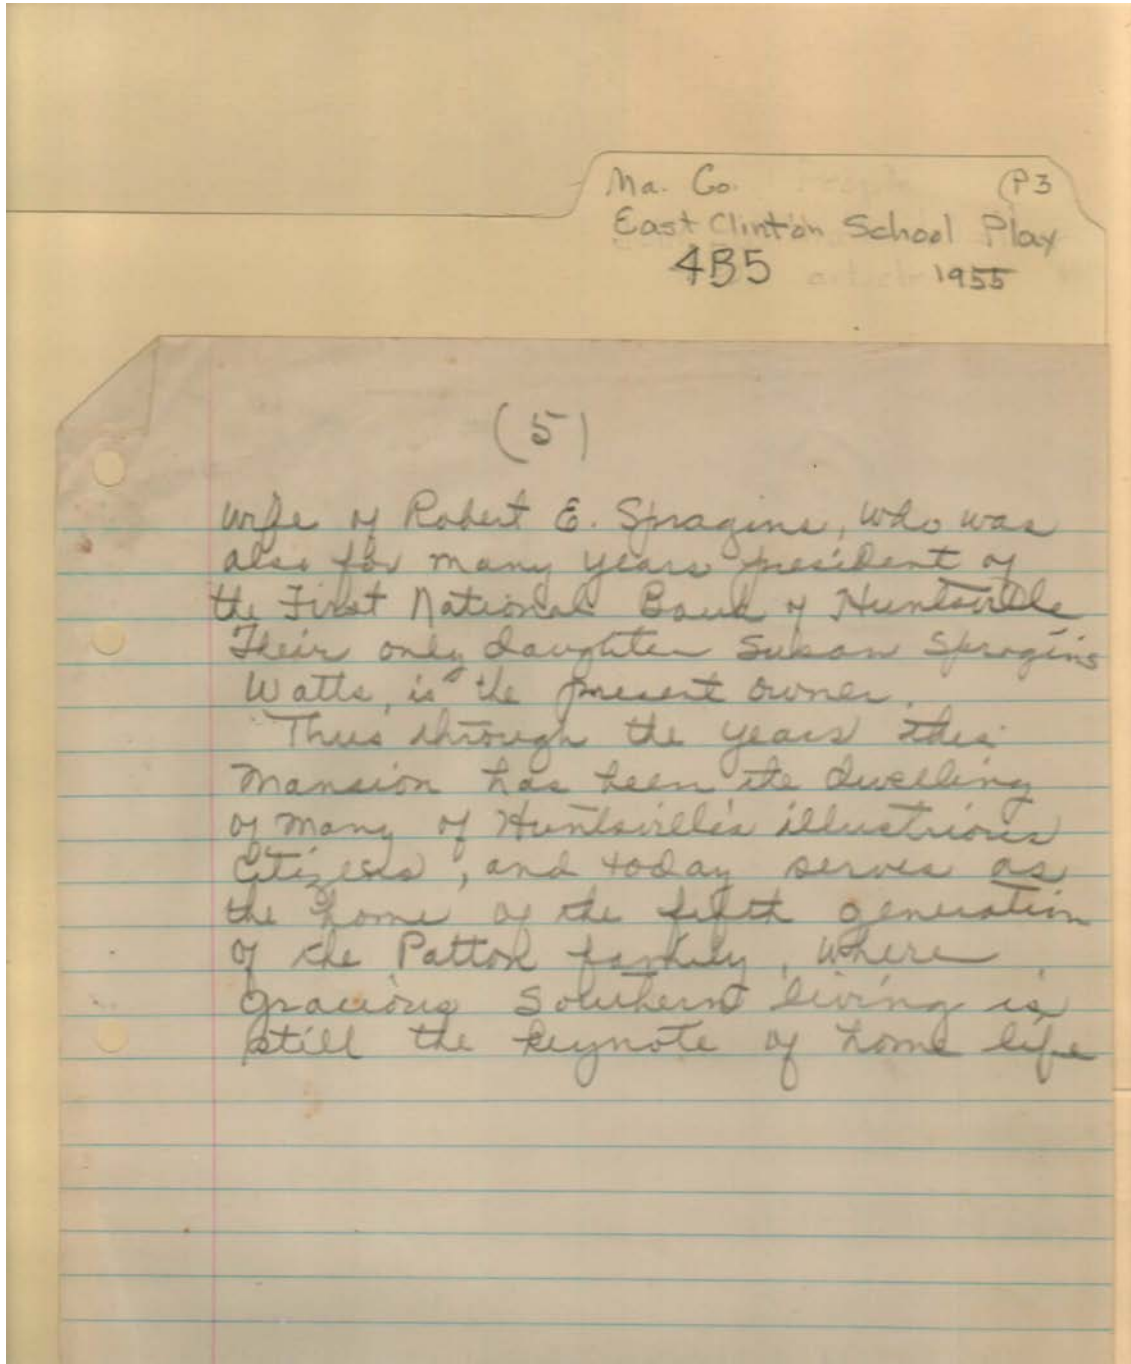 Ma. Co. P3
East Clinton School Play
4B5 1955
(5)
wife of Robert E. Spragins, who was
also for many years president of
the First National Bank of Huntsville
Their only daughter Susan Spragins
Watts, is the present owner.
Thus through the years this
Mansion has been the dwelling
of many of Huntsville's illustrious
Citizens, and today serves as
the home of the fifth generation
of the Patton family, where
gracious Southern living is
still the keynote of home life